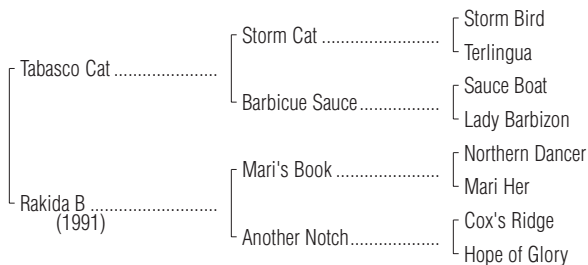 Storm Bird
Storm Cat ........................
Terlingua
Tabasco Cat ........................
Sauce Boat
Barbicue Sauce ..................
Lady Barbizon
Northern Dancer
Mari's Book ........................
Mari Her
Rakida B .............................
(1991)
Cox's Ridge
Another Notch .....................
Hope of Glory